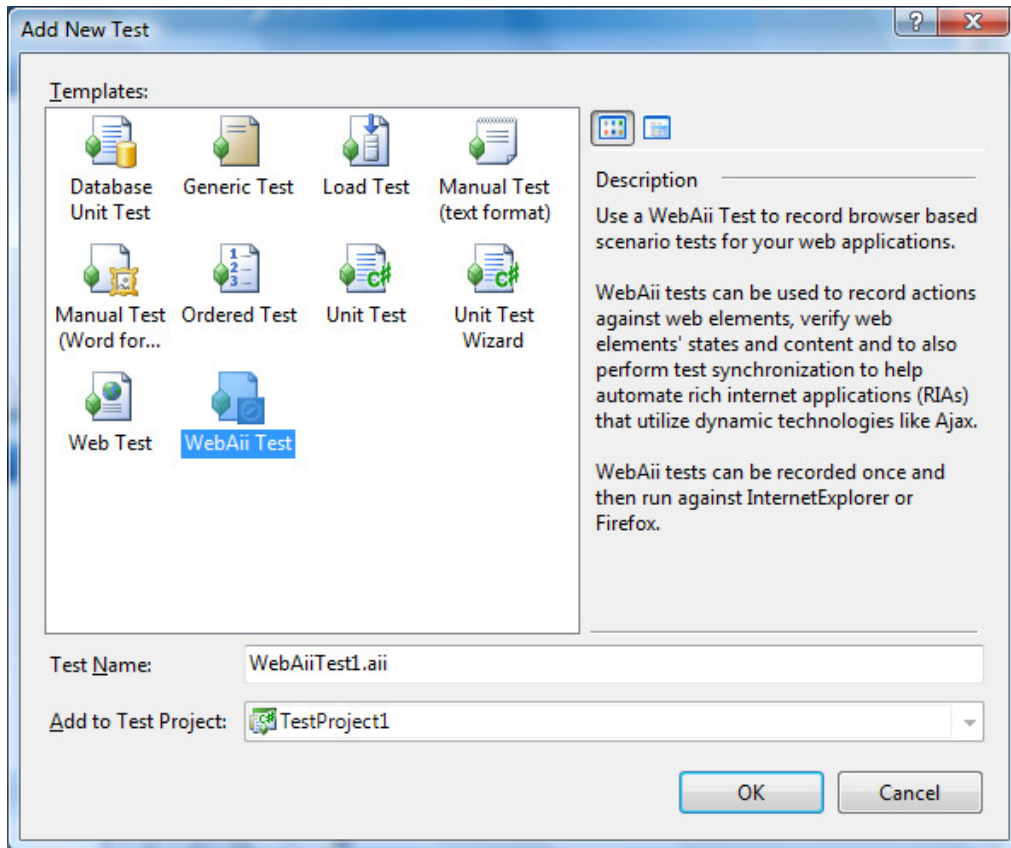 Add New Test
Templates:
Database
Unit Test
Generic Test
Load Test
Manual Test
(text format)
Manual Test
(Word for...
Ordered Test
Unit Test
Unit Test
Wizard
Web Test
WebAii Test
Description
Use a WebAii Test to record browser based
scenario tests for your web applications.
WebAii tests can be used to record actions
against web elements, verify web
elements' states and content and to also
perform test synchronization to help
automate rich internet applications (RIAs)
that utilize dynamic technologies like Ajax.
WebAii tests can be recorded once and
then run against InternetExplorer or
Firefox.
Test Name:
WebAiiTest1.aii
Add to Test Project:
TestProject1
OK
Cancel